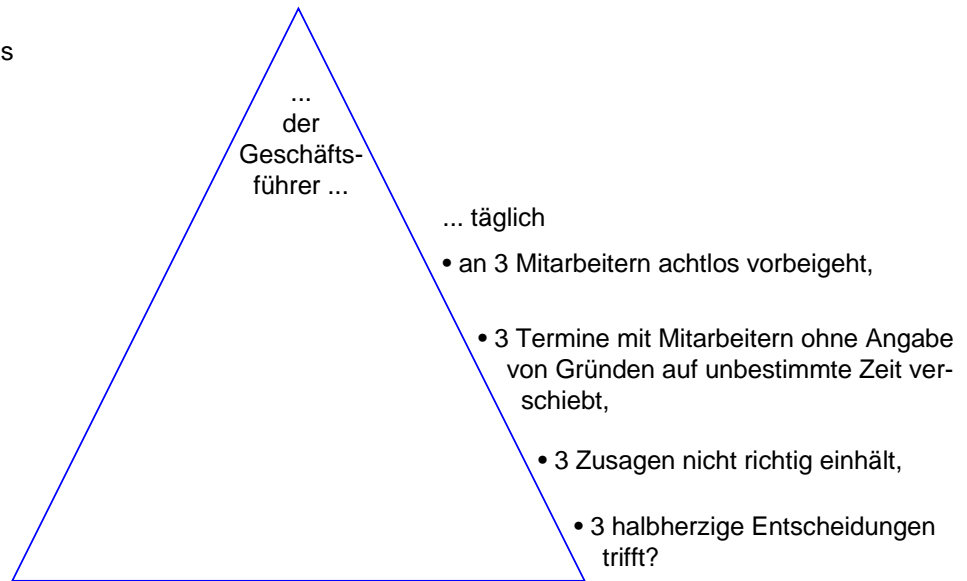 s
...
der
Geschäfts-
führer ...
... täglich
• an 3 Mitarbeitern achtlos vorbeigeht,
• 3 Termine mit Mitarbeitern ohne Angabe
von Gründen auf unbestimmte Zeit ver-
schiebt,
• 3 Zusagen nicht richtig einhält,
• 3 halbherzige Entscheidungen
trifft?